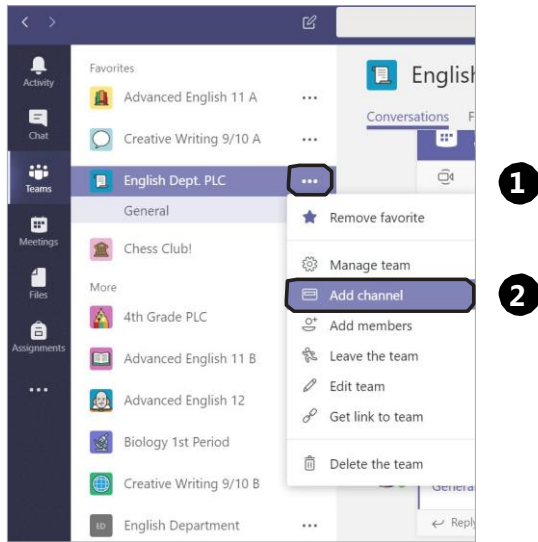 Activity
Chat
Teams
Meetings
Files
Assignments
Favorites
Advanced English 11 A
Creative Writing 9/10 A
English Dept. PLC
General
Chess Club!
More
4th Grade PLC
Advanced English 11 B
Advanced English 12
Biology 1st Period
Creative Writing 9/10 B
ED English Department
English
Conversations F
Remove favorite
Manage team
Add channel
Add members
Leave the team
Edit team
Get link to team
Delete the team
Reply
1
2